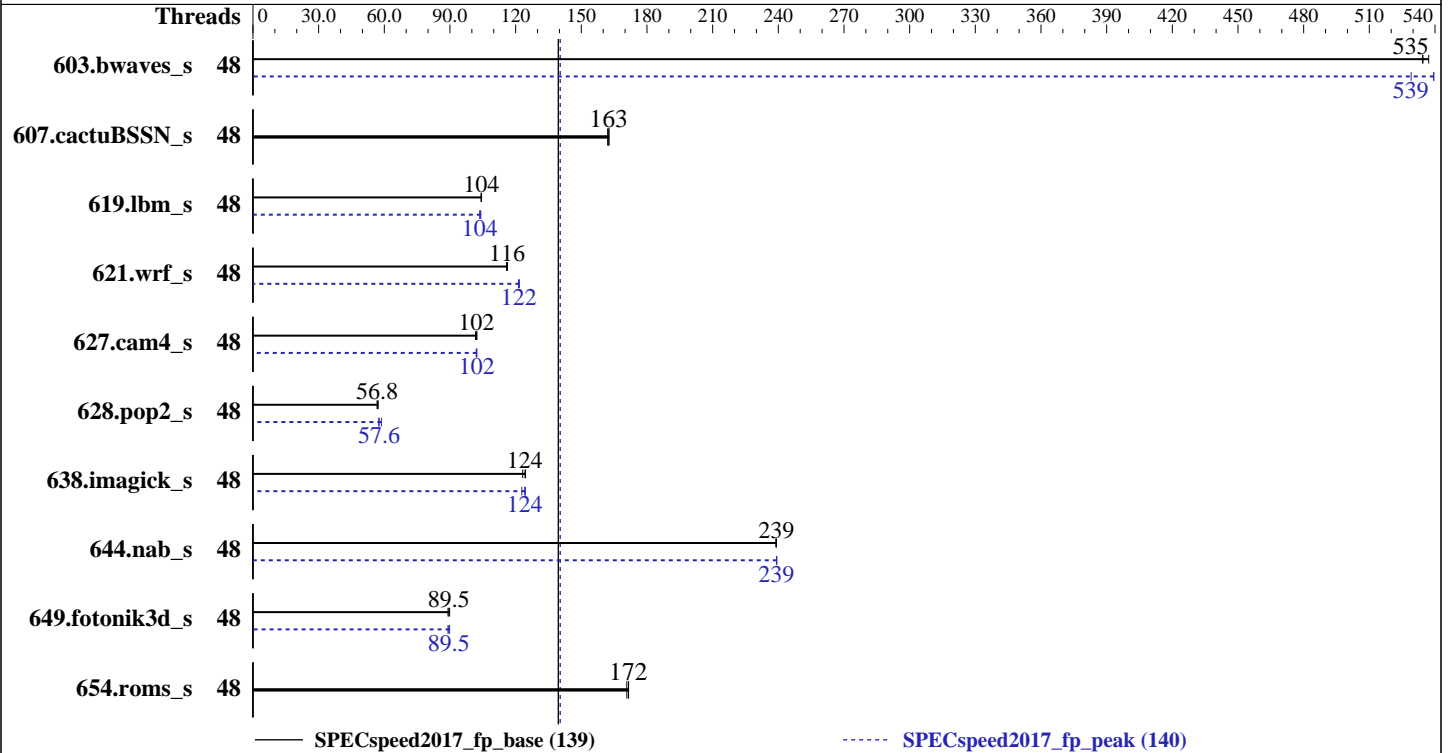 Threads 0 30.0 60.0 90.0 120 150 180 210 240 270 300 330 360 390 420 450 480 510 540
535
603.bwaves_s 48
539
163
607.cactuBSSN_s 48
104
619.lbm_s 48
104
116
621.wrf_s 48
122
102
627.cam4_s 48
102
56.8
628.pop2_s 48
57.6
124
638.imagick_s 48
124
239
644.nab_s 48
239
89.5
649.fotonik3d_s 48
89.5
172
654.roms_s 48
SPECspeed2017_fp_base (139) SPECspeed2017_fp_peak (140)